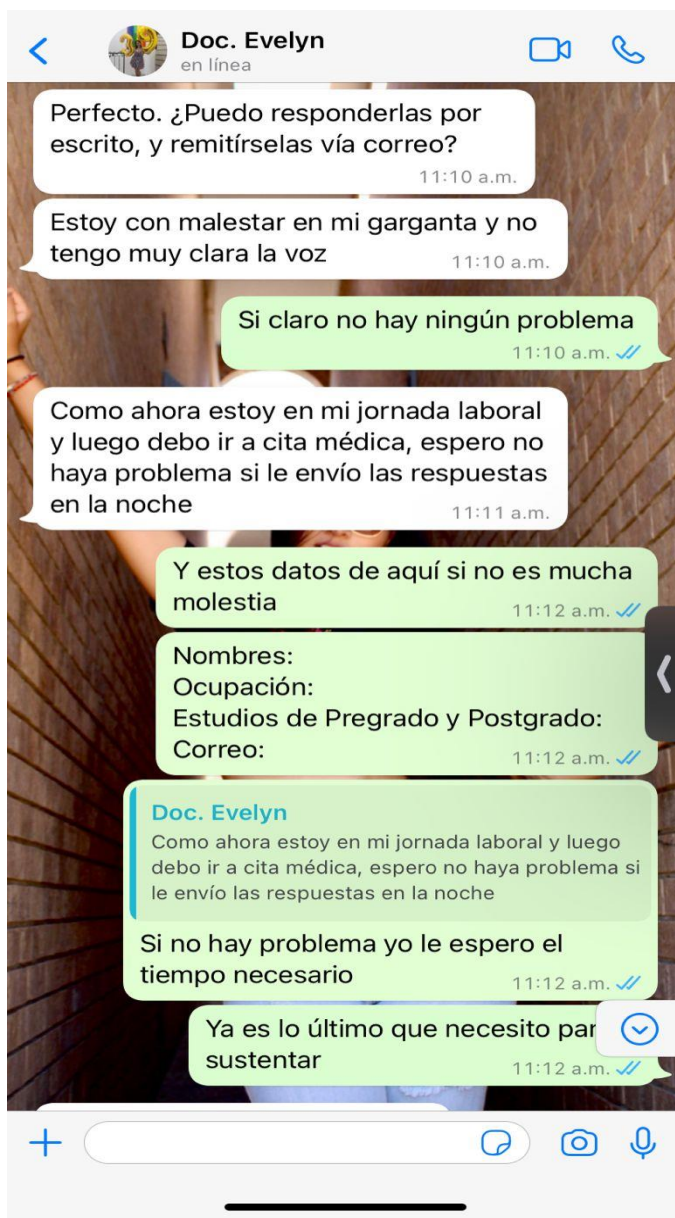 Doc. Evelyn
en línea
Perfecto. ¿Puedo responderlas por
escrito, y remitírselas vía correo?
11:10 a.m.
Estoy con malestar en mi garganta y no
tengo muy clara la voz
11:10 a.m.
Si claro no hay ningún problema
11:10 a.m.
Como ahora estoy en mi jornada laboral
y luego debo ir a cita médica, espero no
haya problema si le envío las respuestas
en la noche
11:11 a.m.
Y estos datos de aquí si no es mucha
molestia
11:12 a.m.
Nombres:
Ocupación:
Estudios de Pregrado y Postgrado:
Correo:
11:12 a.m.
Doc. Evelyn
Como ahora estoy en mi jornada laboral y luego
debo ir a cita médica, espero no haya problema si
le envío las respuestas en la noche
Si no hay problema yo le espero el
tiempo necesario
11:12 a.m.
Ya es lo último que necesito par
sustentar
11:12 a.m.